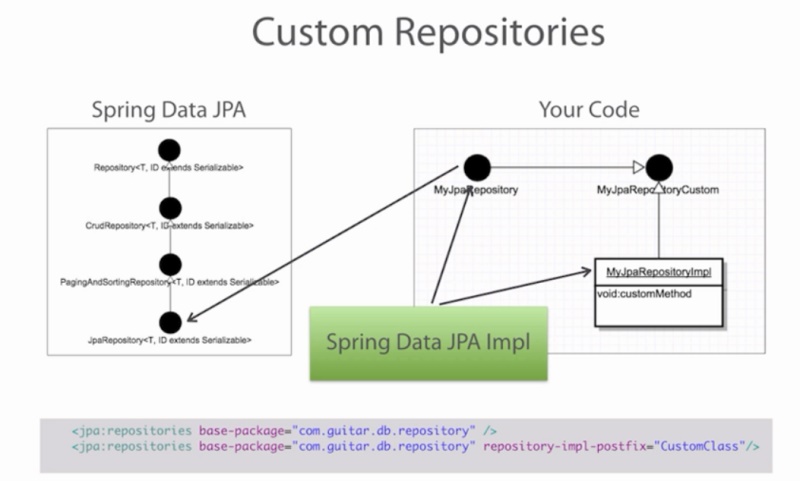 Custom Repositories
Spring Data JPA
Your Code
Repository<T, ID extends Serializable>
CrudRepository<T, ID extends Serializable>
PagingAndSortingRepository<T, ID extends Serializable>
JpaRepository<T, ID extends Serializable>
MyJpaRepository
MyJpaRepositoryCustom
MyJpaRepositoryImpl
void:customMethod
Spring Data JPA Impl
<jpa:repositories base-package="com.guitar.db.repository" />
<jpa:repositories base-package="com.guitar.db.repository" repository-impl-postfix="CustomClass"/>